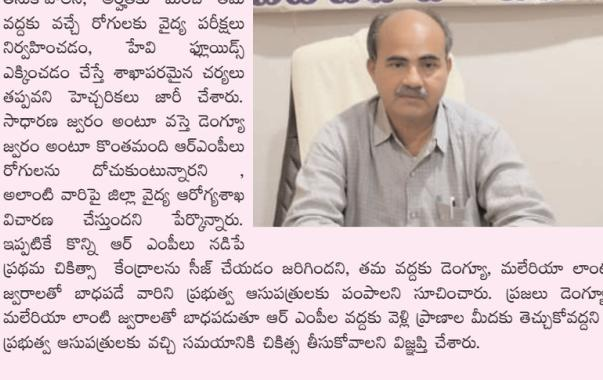 వద్దకు వచ్చే రోగులకు వైద్య పరీక్షలు
నిర్వహించడం, హేవి ఫ్లూయిడ్స్
ఎక్కించడం చేస్తే శాఖాపరమైన చర్యలు
తప్పవని హెచ్చరికలు జారీ చేశారు.
సాధారణ జ్వరం అంటూ వస్తె డెంగ్యూ
జ్వరం అంటూ కొంతమంది ఆర్ఎంపీలు
రోగులను దోచుకుంటున్నారని ,
అలాంటి వారిపై జిల్లా వైద్య ఆరోగ్యశాఖ
విచారణ చేస్తుందని పేర్కొన్నారు.
ఇప్పటికే కొన్ని ఆర్ ఎంపీలు నడిపే
ప్రథమ చికిత్సా కేంద్రాలను సీజ్ చేయడం జరిగిందని, తమ వద్దకు డెంగ్యూ, మలేరియా లాంటి
జ్వరాలతో బాధపడే వారిని ప్రభుత్వ ఆసుపత్రులకు పంపాలని సూచించారు. ప్రజలు డెంగ్యూ
మలేరియా లాంటి జ్వరాలతో బాధపడుతూ ఆర్ ఎంపీల వద్దకు వెళ్లి ప్రాణాల మీదకు తెచ్చుకోవద్దని
ప్రభుత్వ ఆసుపత్రులకు వచ్చి సమయానికి చికిత్స తీసుకోవాలని విజ్ఞప్తి చేశారు.